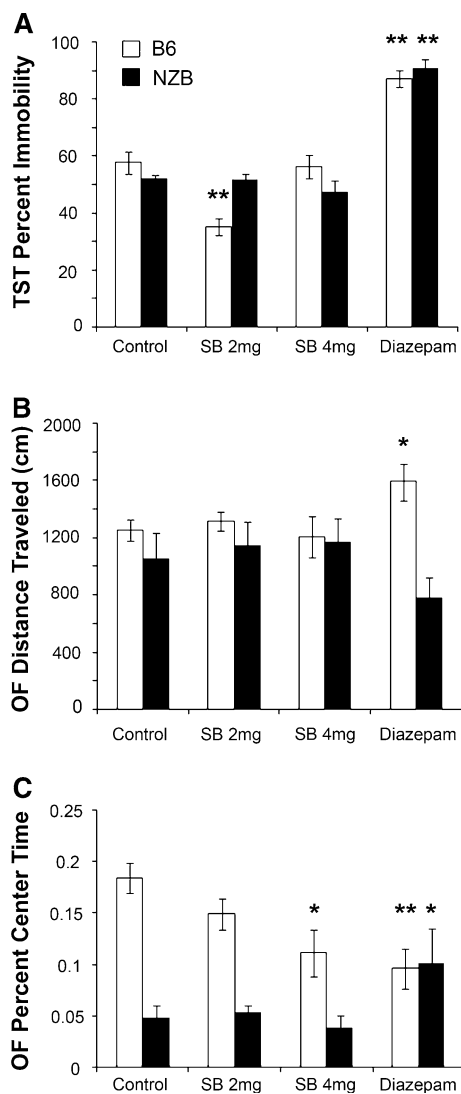 A
TST Percent Immobility
100
80
60
40
20
0
B6
NZB
** **
**
Control SB 2mg SB 4mg Diazepam
B
OF Distance Traveled (cm)
2000
1600
1200
800
400
0
*
Control SB 2mg SB 4mg Diazepam
C
OF Percent Center Time
0.25
0.2
0.15
0.1
0.05
0
* ** *
Control SB 2mg SB 4mg Diazepam